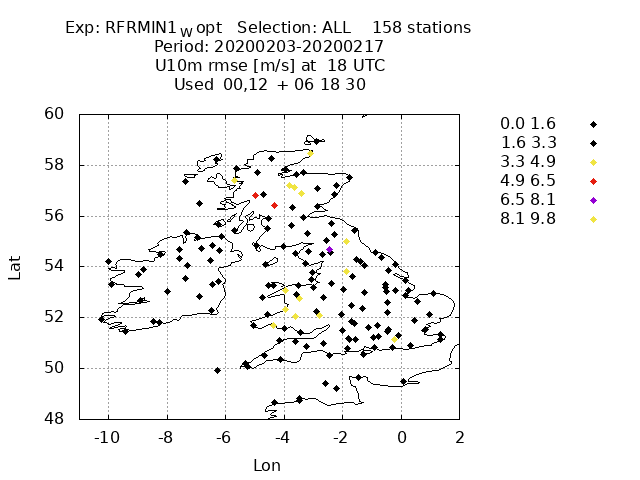 Exp: RFRMIN1 W opt Selection: ALL 158 stations
Period: 20200203-20200217
U10m rmse [m/s] at 18 UTC
Used 00,12 + 06 18 30
60
58
56
54
52
50
48
-10 -8 -6 -4 -2 0 2
Lat
Lon
0.0 1.6
1.6 3.3
3.3 4.9
4.9 6.5
6.5 8.1
8.1 9.8